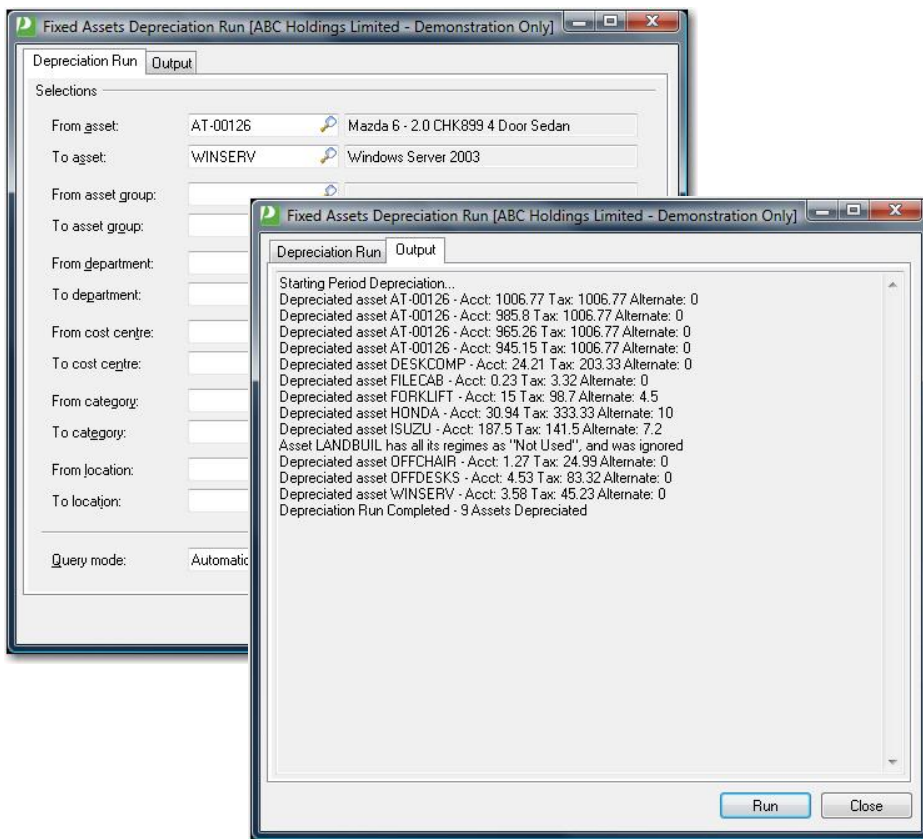 Fixed Assets Depreciation Run [ABC Holdings Limited - Demonstration Only]
Depreciation Run
Output
Selections
From asset:
AT-00126
Mazda 6 - 2.0 CHK899 4 Door Sedan
To asset:
WINSERV
Windows Server 2003
From asset group:
To asset group:
From department:
To department:
From cost centre:
To cost centre:
From category:
To category:
From location:
To location:
Query mode:
Automatic
Fixed Assets Depreciation Run [ABC Holdings Limited - Demonstration Only]
Depreciation Run
Output
Starting Period Depreciation...
Depreciated asset AT-00126 - Acct: 1006.77 Tax: 1006.77 Alternate: 0
Depreciated asset AT-00126 - Acct: 985.8 Tax: 1006.77 Alternate: 0
Depreciated asset AT-00126 - Acct: 965.26 Tax: 1006.77 Alternate: 0
Depreciated asset AT-00126 - Acct: 945.15 Tax: 1006.77 Alternate: 0
Depreciated asset DESKCOMP - Acct: 24.21 Tax: 203.33 Alternate: 0
Depreciated asset FILECAB - Acct: 0.23 Tax: 3.32 Alternate: 0
Depreciated asset FORKLIFT - Acct: 15 Tax: 98.7 Alternate: 4.5
Depreciated asset HONDA - Acct: 30.94 Tax: 333.33 Alternate: 10
Depreciated asset ISUZU - Acct: 187.5 Tax: 141.5 Alternate: 7.2
Asset LANDBUIL has all its regimes as "Not Used", and was ignored
Depreciated asset OFFCHAIR - Acct: 1.27 Tax: 24.99 Alternate: 0
Depreciated asset OFFDESKS - Acct: 4.53 Tax: 83.32 Alternate: 0
Depreciated asset WINSERV - Acct: 3.58 Tax: 45.23 Alternate: 0
Depreciation Run Completed - 9 Assets Depreciated
Run
Close